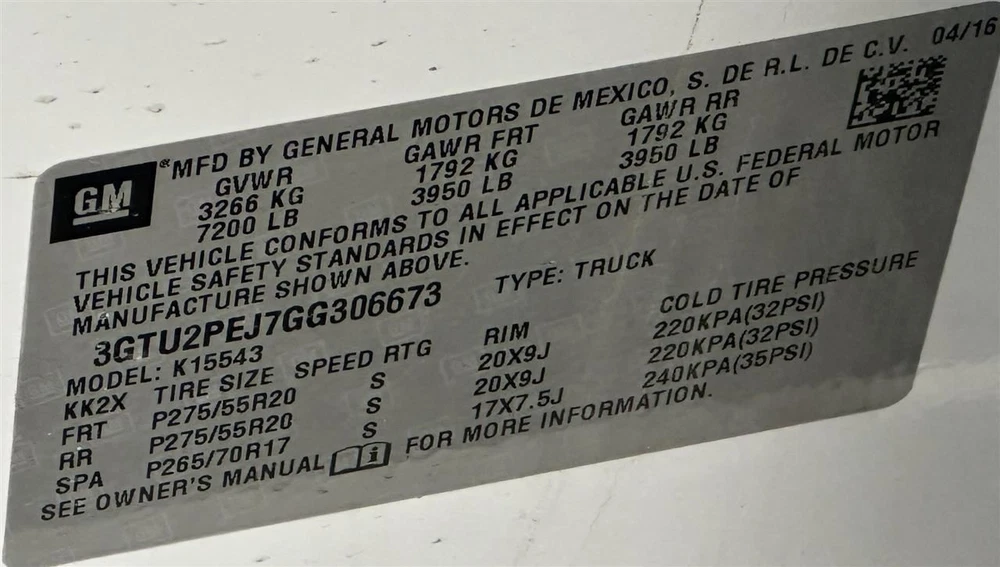 GM
®MFD BY GENERAL MOTORS DE MEXICO, S. DE R.L. DE C.V. 04/16
GVWR GAWR FRT GAWR RR
3266 KG 1792 KG 1792 KG
7200 LB 3950 LB 3950 LB
THIS VEHICLE CONFORMS TO ALL APPLICABLE U.S. FEDERAL MOTOR
VEHICLE SAFETY STANDARDS IN EFFECT ON THE DATE OF
MANUFACTURE SHOWN ABOVE.
3GTU2PEJ7GG306673 TYPE: TRUCK
MODEL: K15543
KK2X TIRE SIZE SPEED RTG RIM COLD TIRE PRESSURE
FRT P275/55R20 S 20X9J 220KPA(32PSI)
RR P275/55R20 S 20X9J 220KPA(32PSI)
SPA P265/70R17 S 17X7.5J 240KPA(35PSI)
SEE OWNER'S MANUAL i FOR MORE INFORMATION.